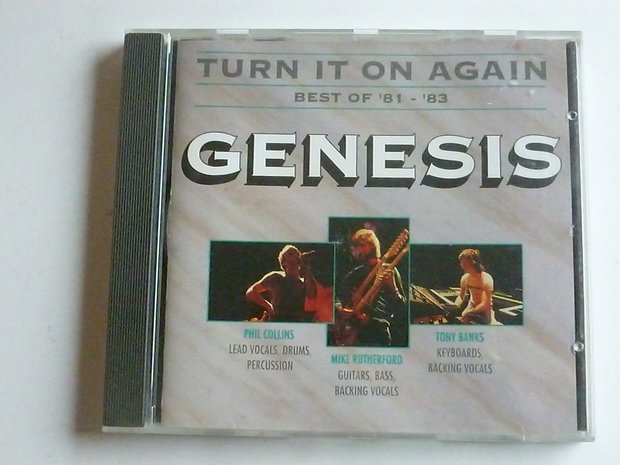 TURN IT ON AGAIN
BEST OF '81 - '83
GENESIS
PHIL COLLINS
LEAD VOCALS, DRUMS,
PERCUSSION
MIKE RUTHERFORD
GUITARS, BASS,
BACKING VOCALS
TONY BANKS
KEYBOARDS,
BACKING VOCALS